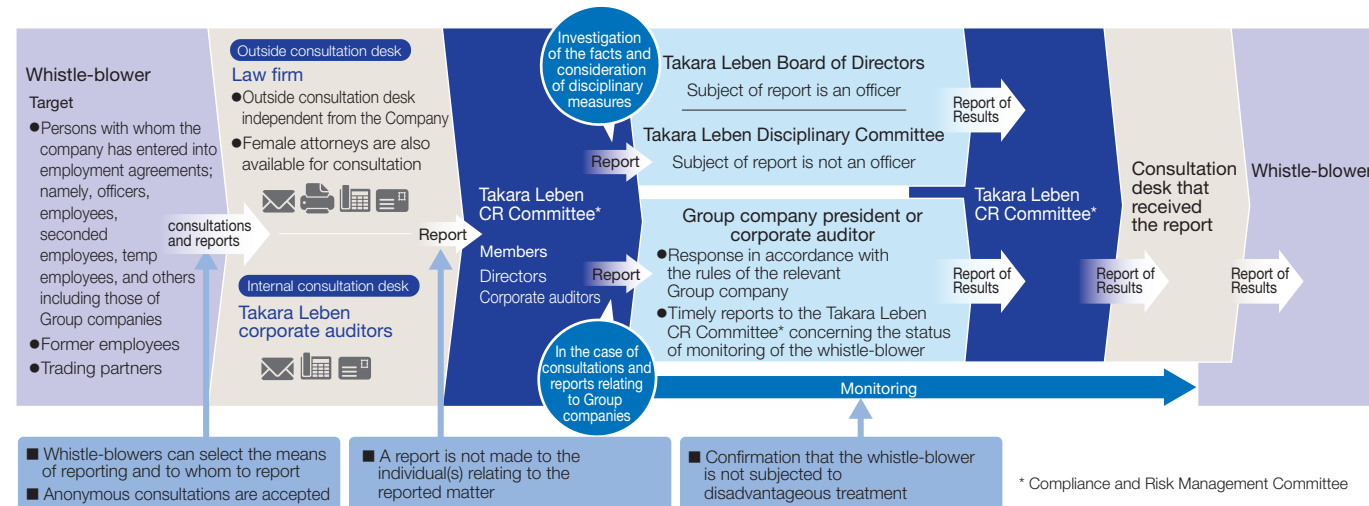 Whistle-blower
Target
●Persons with whom the
company has entered into
employment agreements;
namely, officers,
employees,
seconded
employees, temp
employees, and others
including those of
Group companies
●Former employees
●Trading partners
consultations
and reports
Outside consultation desk
Law firm
●Outside consultation desk
independent from the Company
●Female attorneys are also
available for consultation
Internal consultation desk
Takara Leben
corporate auditors
Report
Takara Leben
CR Committee*
Members
Directors
Corporate auditors
Investigation
of the facts and
consideration
of disciplinary
measures
Report
Takara Leben Board of Directors
Subject of report is an officer
Takara Leben Disciplinary Committee
Subject of report is not an officer
Report of
Results
In the case of
consultations and
reports relating
to Group
companies
Report
Group company president or
corporate auditor
●Response in accordance with
the rules of the relevant
Group company
●Timely reports to the Takara Leben
CR Committee* concerning the status
of monitoring of the whistle-blower
Report of
Results
Takara Leben
CR Committee*
Report of
Results
Consultation
desk that
received
the report
Report of
Results
Whistle-blower
Monitoring
■ Whistle-blowers can select the means
of reporting and to whom to report
■ Anonymous consultations are accepted
■ A report is not made to the
individual(s) relating to the
reported matter
■ Confirmation that the whistle-blower
is not subjected to
disadvantageous treatment
* Compliance and Risk Management Committee